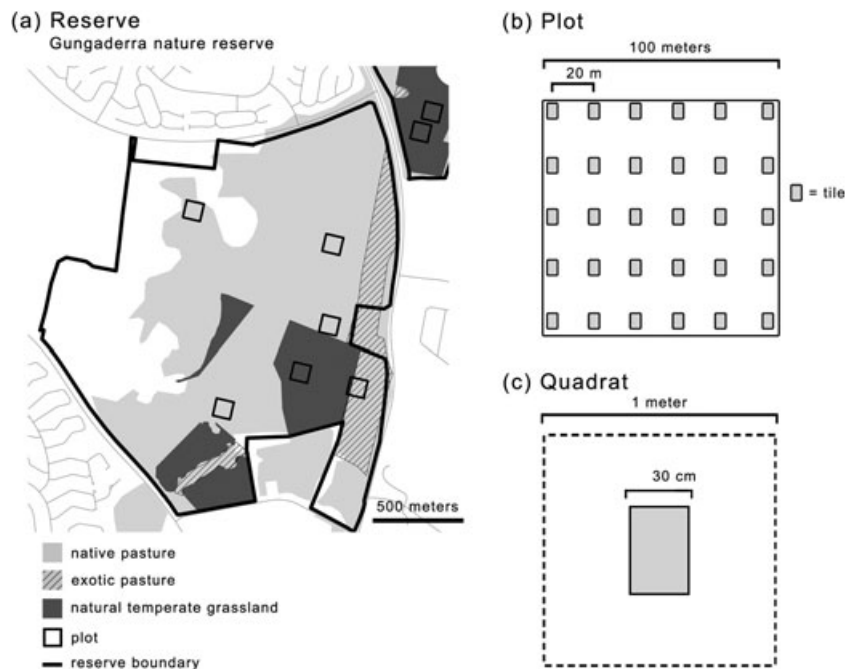 (a) Reserve
Gungaderra nature reserve
500 meters
native pasture
exotic pasture
natural temperate grassland
plot
reserve boundary
(b) Plot
100 meters
20 m
= tile
(c) Quadrat
1 meter
30 cm